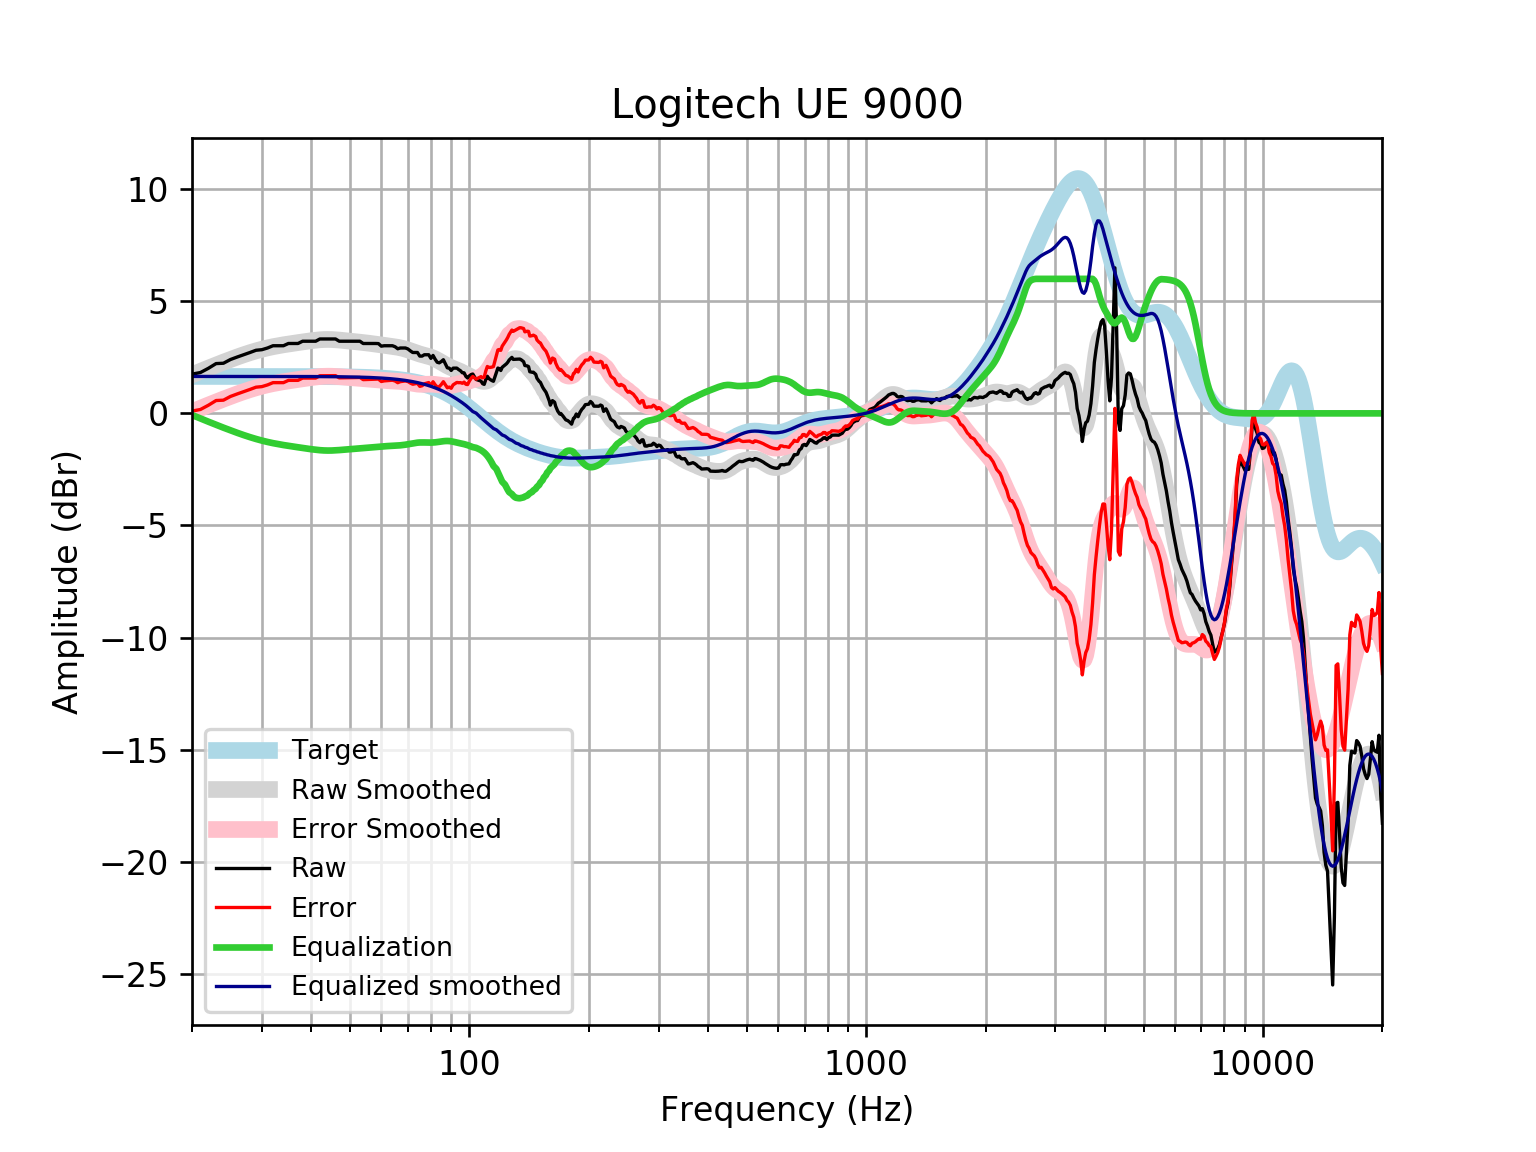 Logitech UE 9000
Amplitude (dBr)
10
5
0
−5
−10
−15
−20
−25
Target
Raw Smoothed
Error Smoothed
Raw
Error
Equalization
Equalized smoothed
100
1000
10000
Frequency (Hz)